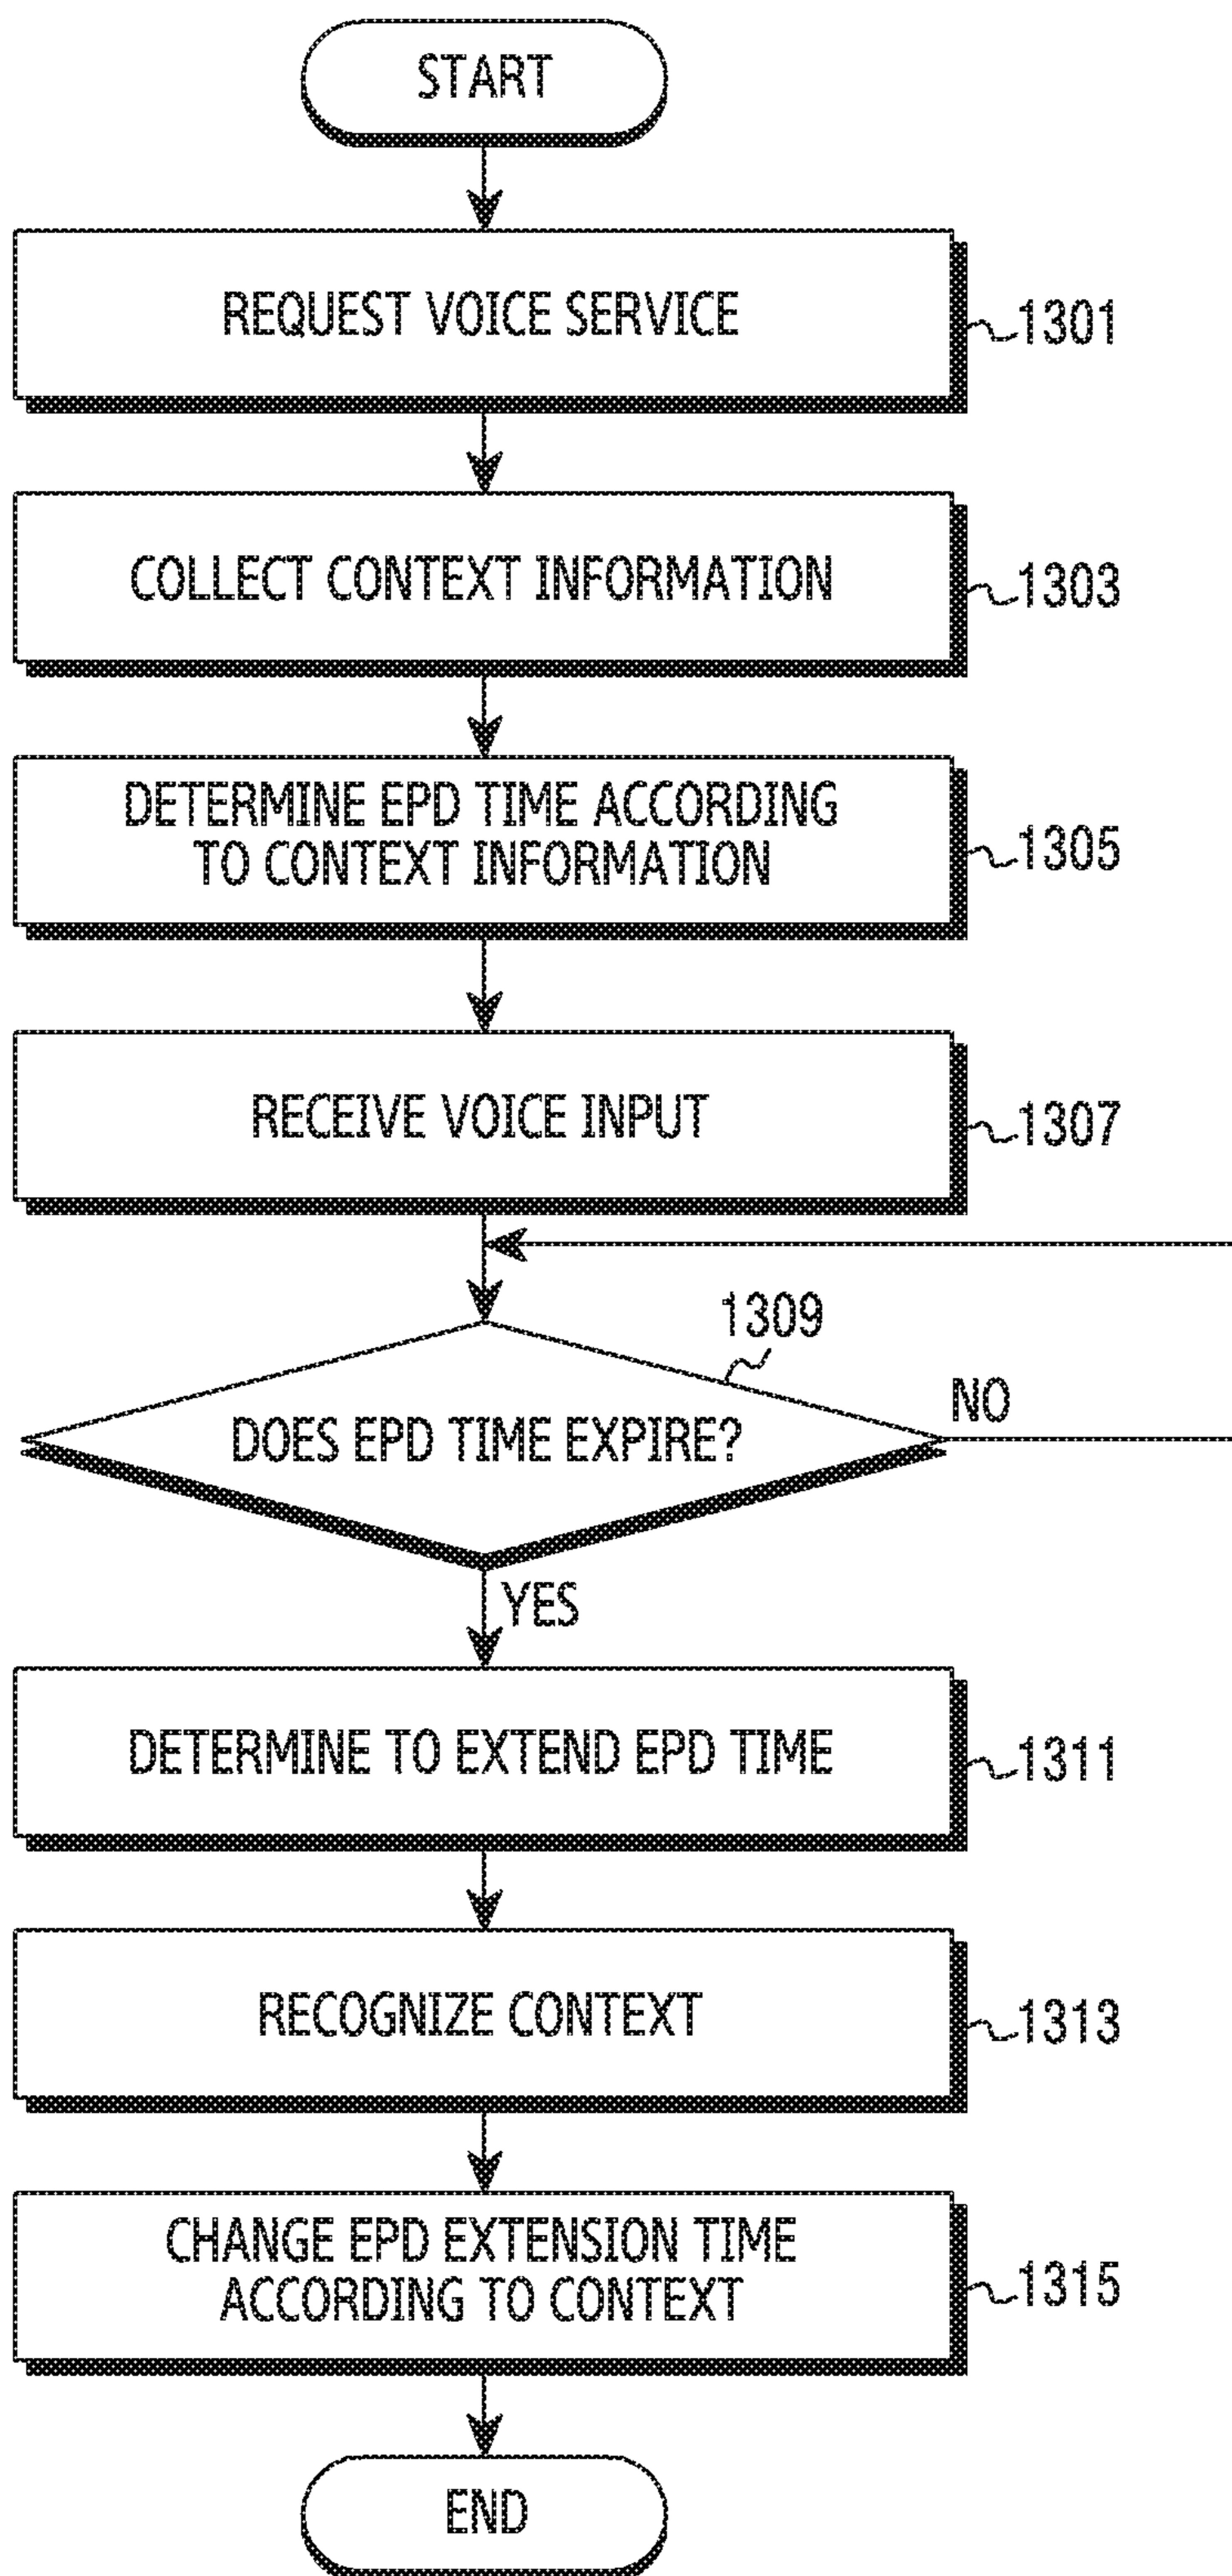 START
REQUEST VOICE SERVICE
1301
COLLECT CONTEXT INFORMATION
1303
DETERMINE EPD TIME ACCORDING
TO CONTEXT INFORMATION
1305
RECEIVE VOICE INPUT
1307
1309
DOES EPD TIME EXPIRE?
NO
YES
DETERMINE TO EXTEND EPD TIME
1311
RECOGNIZE CONTEXT
1313
CHANGE EPD EXTENSION TIME
ACCORDING TO CONTEXT
1315
END